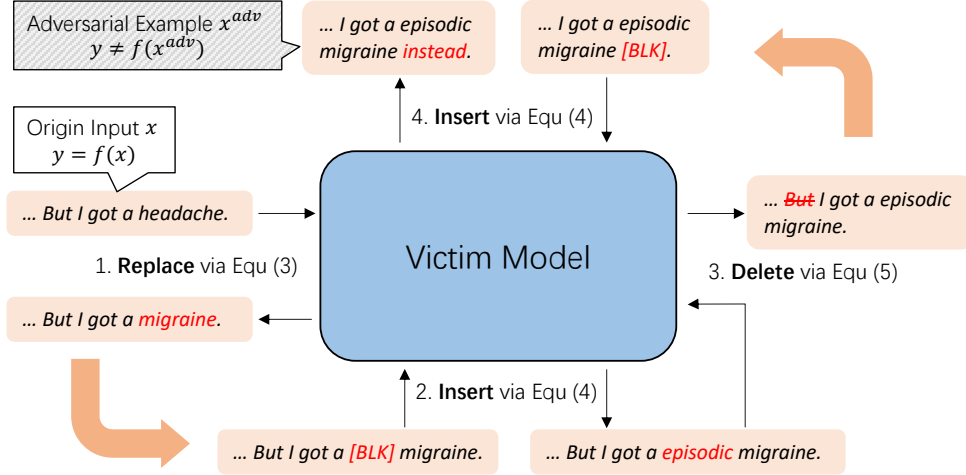 Adversarial Example x^adv
y ≠ f(x^adv)
... I got a episodic
migraine instead.
... I got a episodic
migraine [BLK].
4. Insert via Equ (4)
Origin Input x
y = f(x)
... But I got a headache.
1. Replace via Equ (3)
... But I got a migraine.
Victim Model
... But I got a episodic
migraine.
3. Delete via Equ (5)
2. Insert via Equ (4)
... But I got a [BLK] migraine.
... But I got a episodic migraine.